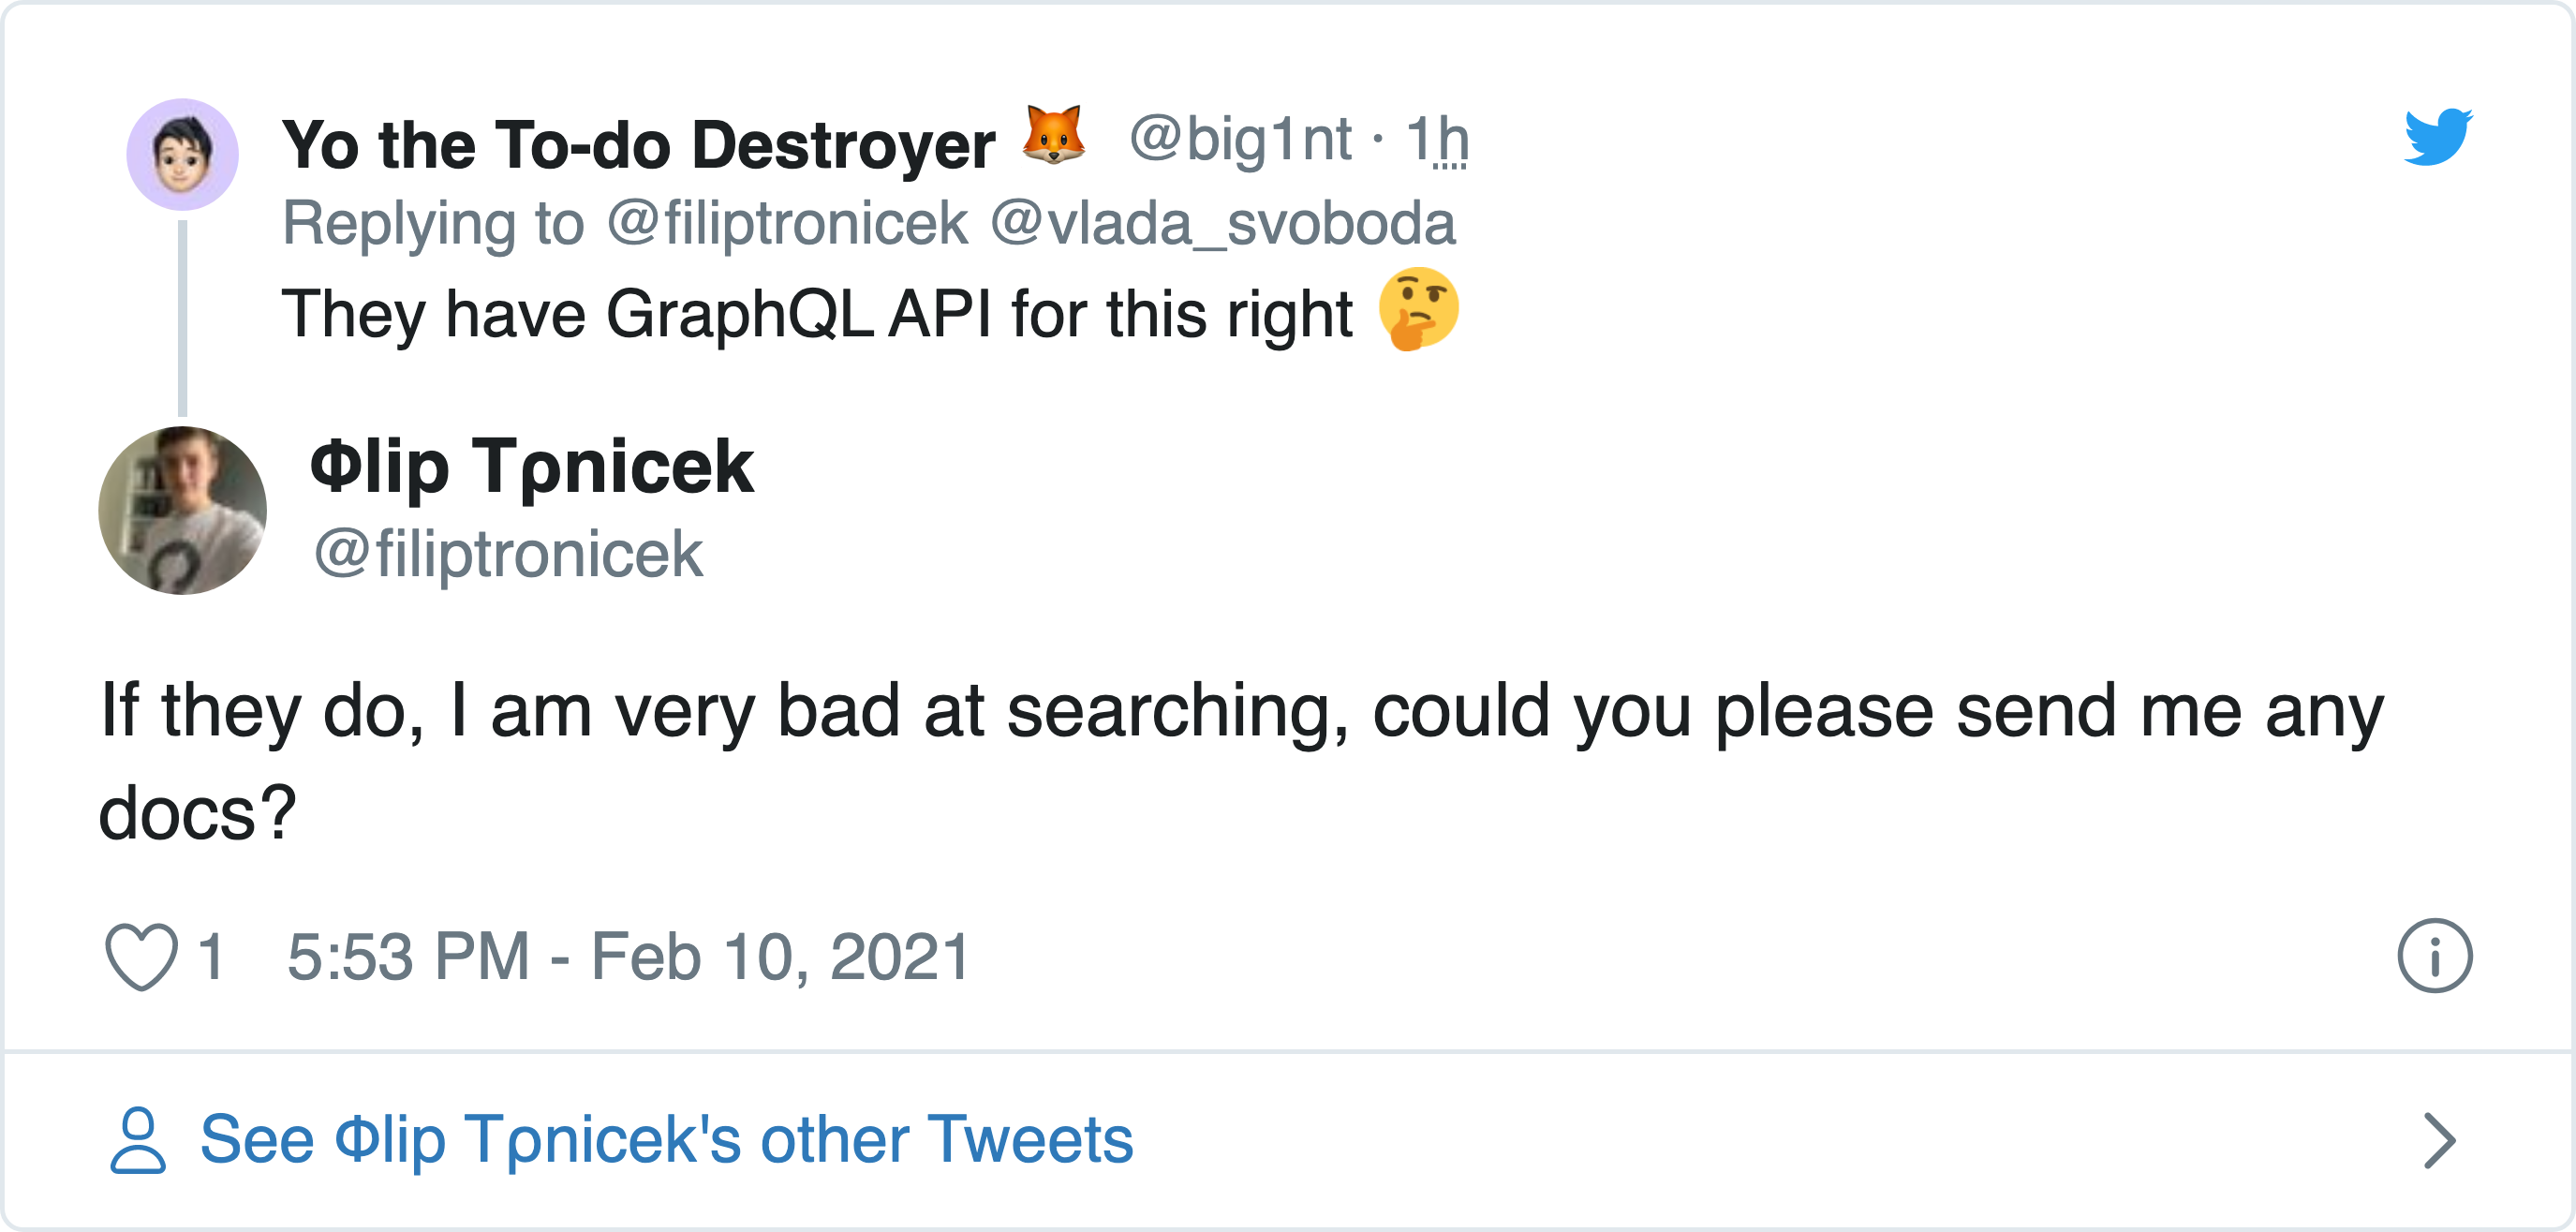 Yo the To-do Destroyer 🦊 @big1nt · 1h
Replying to @filiptronicek @vlada_svoboda
They have GraphQL API for this right 🤔
Φlip Tρnicek
@filiptronicek
If they do, I am very bad at searching, could you please send me any
docs?
1 5:53 PM - Feb 10, 2021
See Φlip Tρnicek's other Tweets